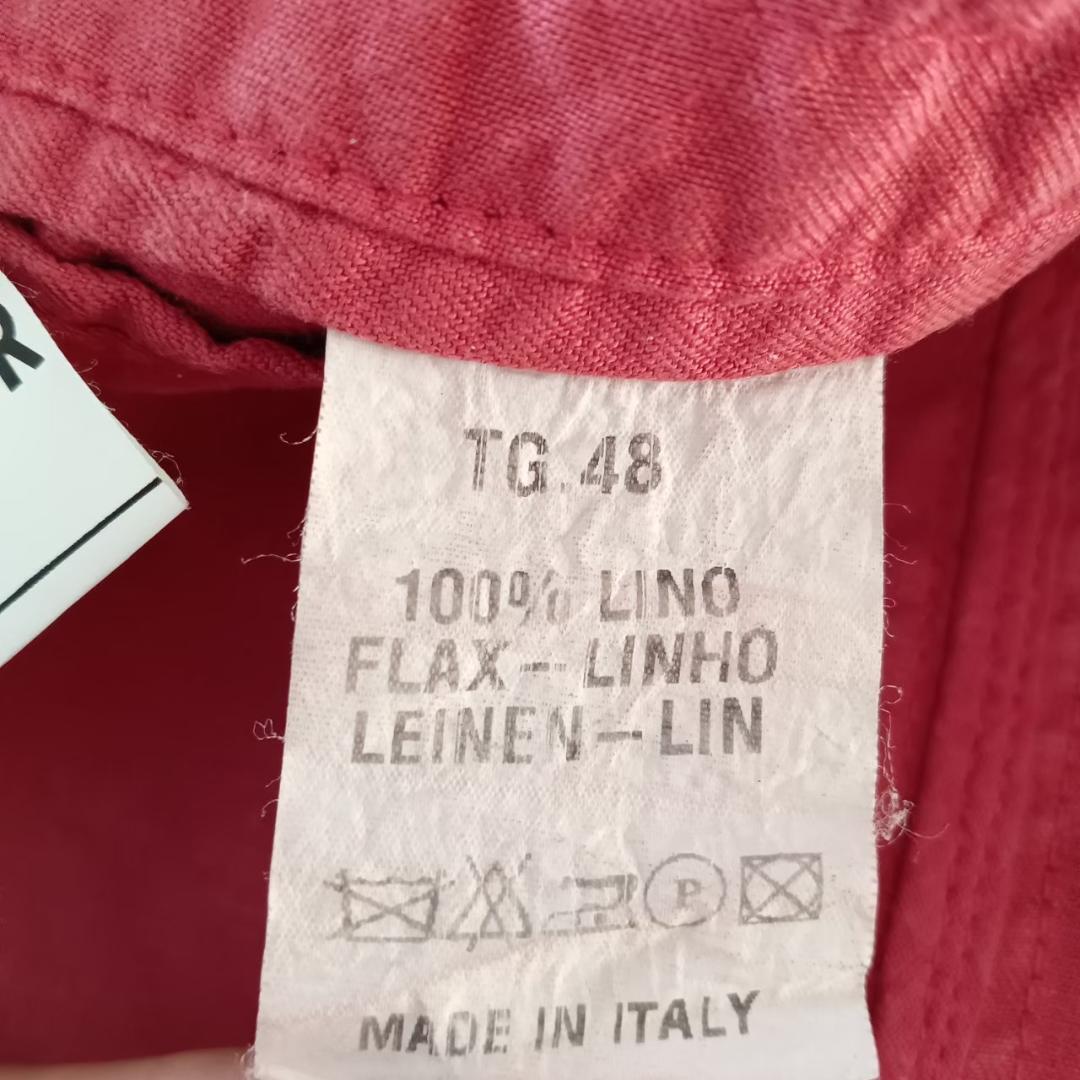 R
TG.48
100% LINO
FLAX-LINHO
LEINEN-LIN
P
MADE IN ITALY